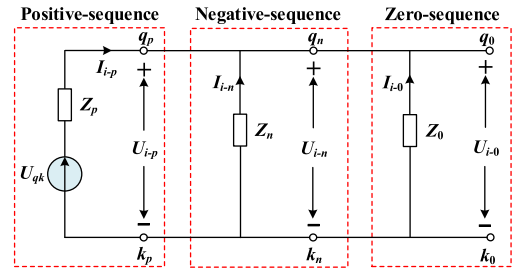 Positive-sequence Negative-sequence Zero-sequence
qp qn q0
Ii-p + Ii-n + Ii-0 +
Zp Ui-p Zn Ui-n Z0 Ui-0
Uqk
− − −
kp kn k0